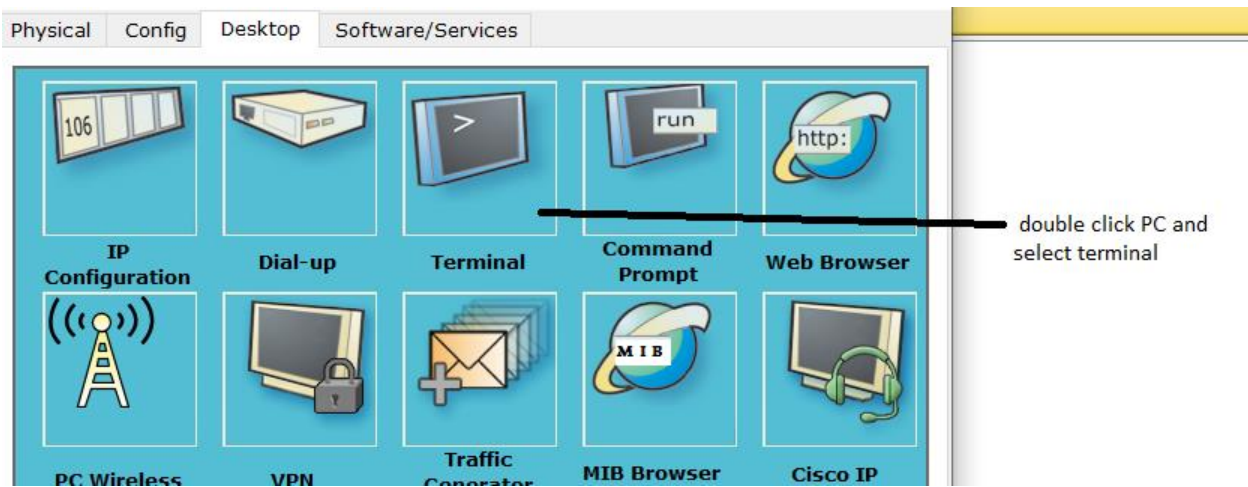 Physical Config Desktop Software/Services
106
>
run
http:
IP
Configuration
Dial-up
Terminal
Command
Prompt
Web Browser
double click PC and
select terminal
MIB
?
PC Wireless
VPN
Traffic
Generator
MIB Browser
Cisco IP